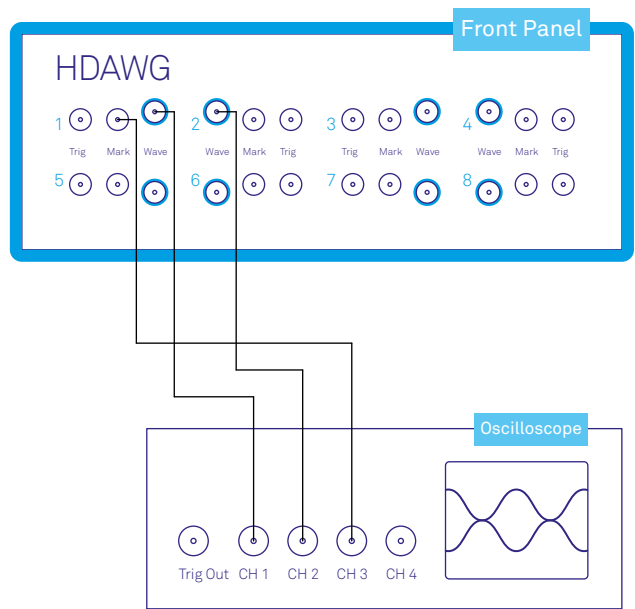 Front Panel
HDAWG
1 2 3 4
Trig Mark Wave Wave Mark Trig Trig Mark Wave Wave Mark Trig
5 6 7 8
Oscilloscope
Trig Out CH 1 CH 2 CH 3 CH 4